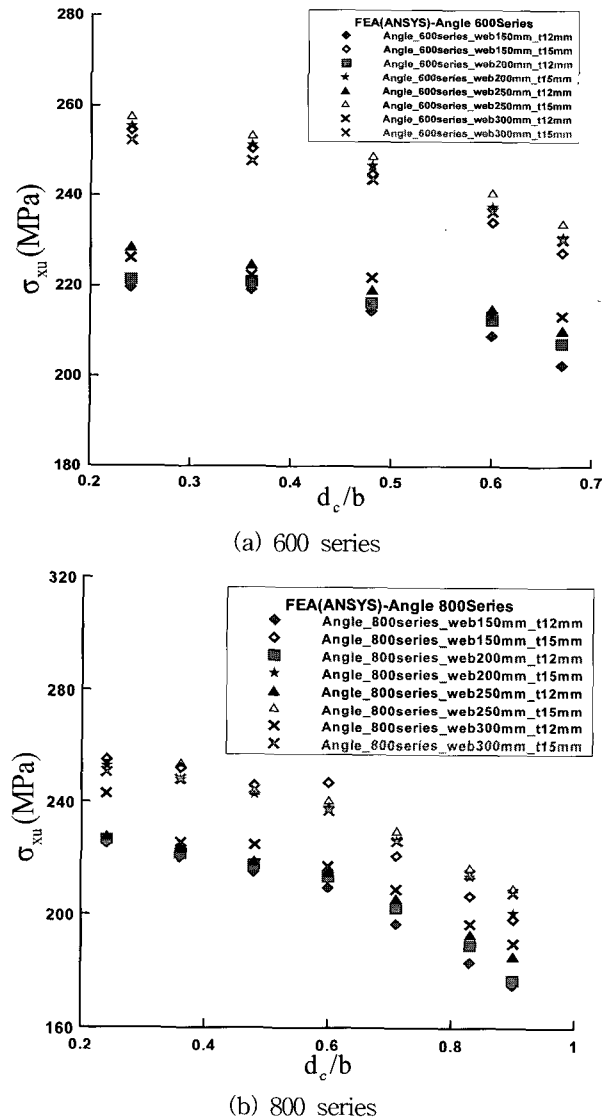 FEA(ANSYS)-Angle 600Series
Angle_600series_web150mm_t12mm
Angle_600series_web150mm_t15mm
Angle_600series_web200mm_t12mm
Angle_600series_web200mm_t15mm
Angle_600series_web250mm_t12mm
Angle_600series_web250mm_t15mm
Angle_600series_web300mm_t12mm
Angle_600series_web300mm_t15mm
280
260
240
220
200
180
σxu(MPa)
0.2 0.3 0.4 0.5 0.6 0.7
dc/b
(a) 600 series
FEA(ANSYS)-Angle 800Series
Angle_800series_web150mm_t12mm
Angle_800series_web150mm_t15mm
Angle_800series_web200mm_t12mm
Angle_800series_web200mm_t15mm
Angle_800series_web250mm_t12mm
Angle_800series_web250mm_t15mm
Angle_800series_web300mm_t12mm
Angle_800series_web300mm_t15mm
320
280
240
200
160
σxu(MPa)
0.2 0.4 0.6 0.8 1
dc/b
(b) 800 series